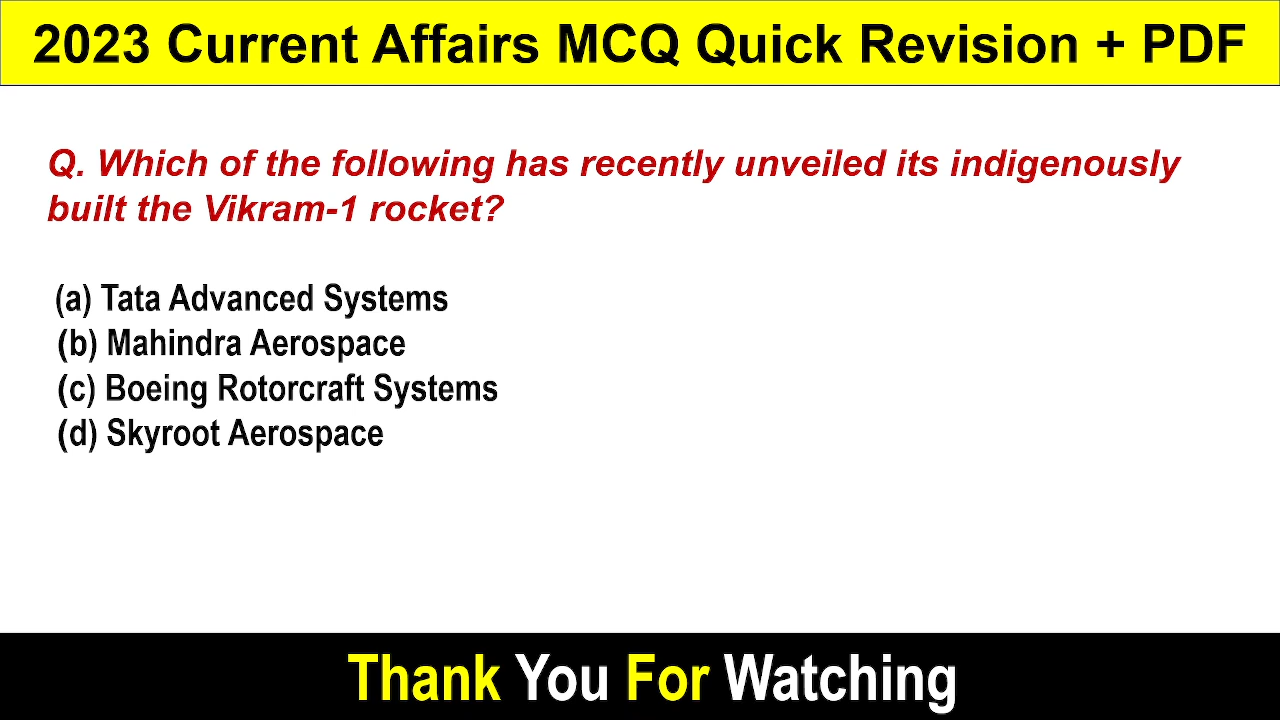 2023 Current Affairs MCQ Quick Revision + PDF
Q. Which of the following has recently unveiled its indigenously
built the Vikram-1 rocket?
(a) Tata Advanced Systems
(b) Mahindra Aerospace
(c) Boeing Rotorcraft Systems
(d) Skyroot Aerospace
Thank You For Watching